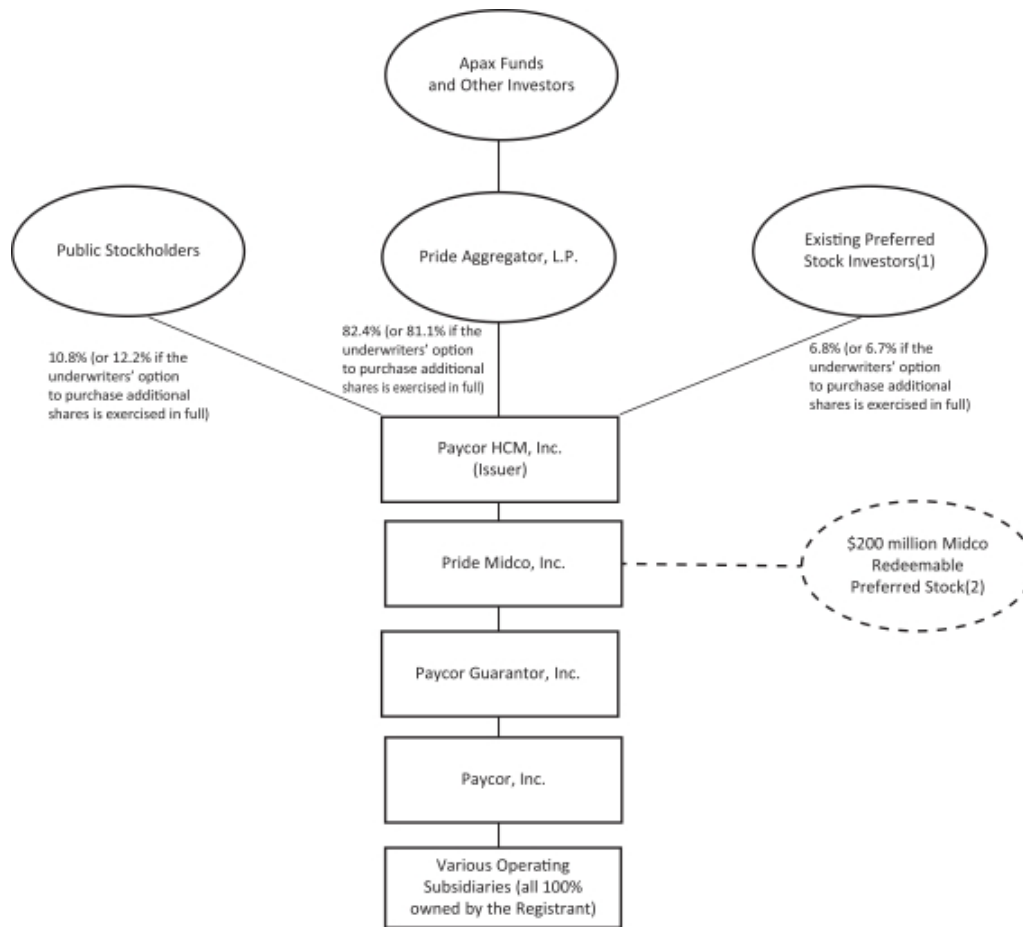 Apax Funds
and Other Investors
Public Stockholders
Pride Aggregator, L.P.
Existing Preferred
Stock Investors(1)
10.8% (or 12.2% if the
underwriters' option
to purchase additional
shares is exercised in full)
82.4% (or 81.1% if the
underwriters' option
to purchase additional
shares is exercised in full)
6.8% (or 6.7% if the
underwriters' option
to purchase additional
shares is exercised in full)
Paycor HCM, Inc.
(Issuer)
Pride Midco, Inc.
$200 million Midco
Redeemable
Preferred Stock(2)
Paycor Guarantor, Inc.
Paycor, Inc.
Various Operating
Subsidiaries (all 100%
owned by the Registrant)